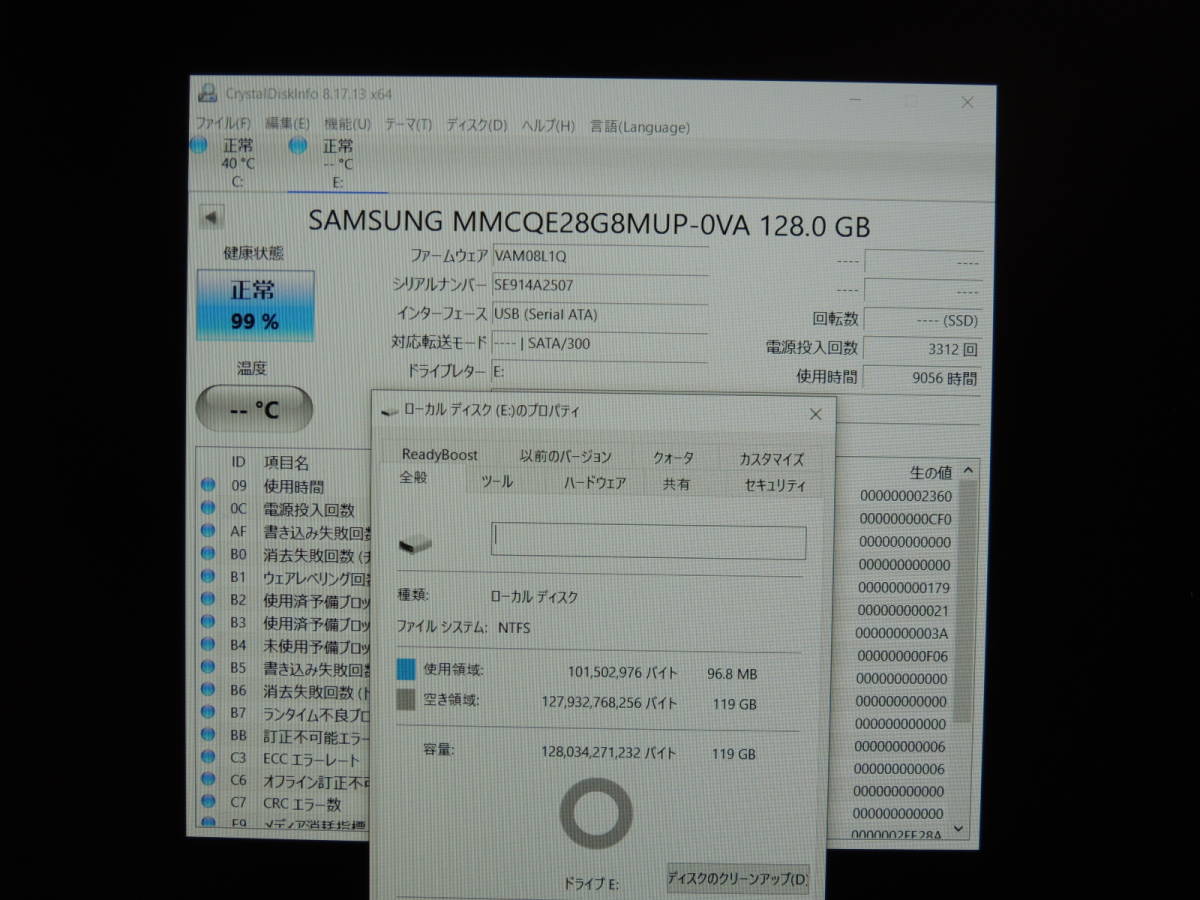 CrystalDiskInfo 8.17.13 x64
ファイル(F) 編集(E) 機能(U) テーマ(T) ディスク(D) ヘルプ(H) 言語(Language)
正常 正常
40 ℃ -- ℃
C: E:
SAMSUNG MMCQE28G8MUP-0VA 128.0 GB
健康状態
正常
99 %
温度
-- ℃
ファームウェア VAM08L1Q ---- ----
シリアルナンバー SE914A2507 ---- ----
インターフェース USB (Serial ATA) 回転数 ---- (SSD)
対応転送モード ---- | SATA/300 電源投入回数 3312 回
ドライブレター E: 使用時間 9056 時間
ID 項目名 生の値
09 使用時間 000000002360
0C 電源投入回数 000000000CF0
AF 書き込み失敗回数 000000000000
B0 消去失敗回数 (チ 000000000000
B1 ウェアレベリング回数 000000000179
B2 使用済予備ブロッ 000000000021
B3 使用済予備ブロッ 00000000003A
B4 未使用予備ブロッ 000000000F06
B5 書き込み失敗回数 000000000000
B6 消去失敗回数 (ト 000000000000
B7 ランタイム不良ブロ 000000000000
BB 訂正不可能エラー 000000000006
C3 ECC エラーレート 000000000006
C6 オフライン訂正不可 000000000000
C7 CRC エラー数 000000000000
E9 メディア消耗指標 0000002FE28A
ローカル ディスク (E:)のプロパティ
ReadyBoost 以前のバージョン クォータ カスタマイズ
全般 ツール ハードウェア 共有 セキュリティ
種類: ローカル ディスク
ファイル システム: NTFS
使用領域: 101,502,976 バイト 96.8 MB
空き領域: 127,932,768,256 バイト 119 GB
容量: 128,034,271,232 バイト 119 GB
ドライブ E: ディスクのクリーンアップ(D)